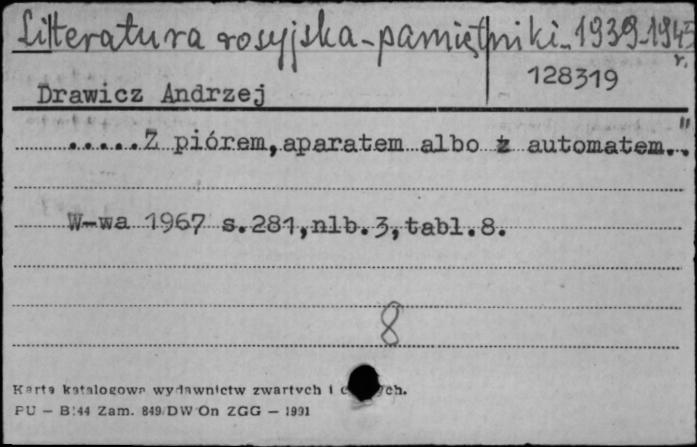 Literatura rosyjska-pamiętniki-1939-1945 r.
128319
Drawicz Andrzej
.....Z piórem,aparatem albo z automatem.."
W-wa 1967 s.281,nlb.3,tabl.8.
8
Karta katalogowa wydawnictw zwartych i
PU — B 44 Zam. 849/DW On ZGG — 1991